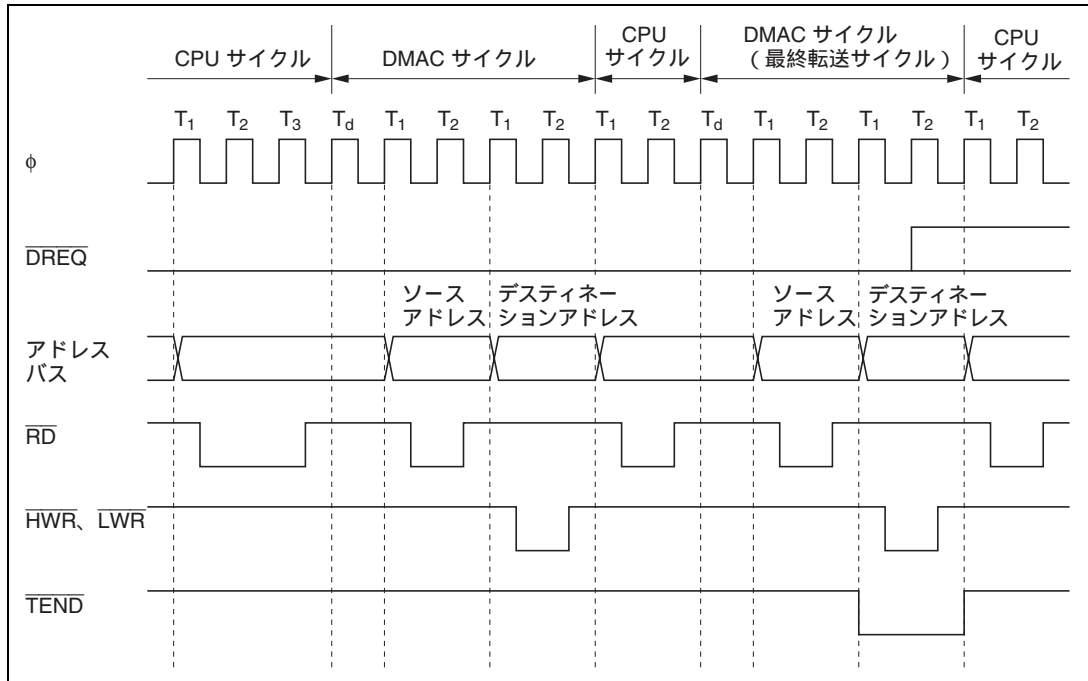 CPU サイクル DMAC サイクル CPU サイクル DMAC サイクル (最終転送サイクル) CPU サイクル
T1 T2 T3 Td T1 T2 T1 T2 T1 T2 Td T1 T2 T1 T2 T1 T2
φ
DREQ
ソース アドレス デスティネー ションアドレス ソース アドレス デスティネー ションアドレス
アドレス
バス
RD
HWR、LWR
TEND